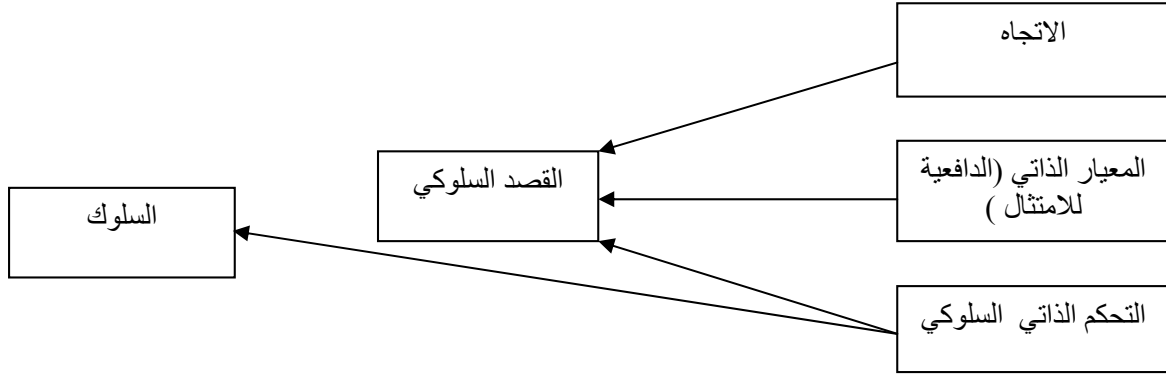 الاتجاه
المعيار الذاتي (الدافعية
للامتثال )
القصد السلوكي
السلوك
التحكم الذاتي السلوكي